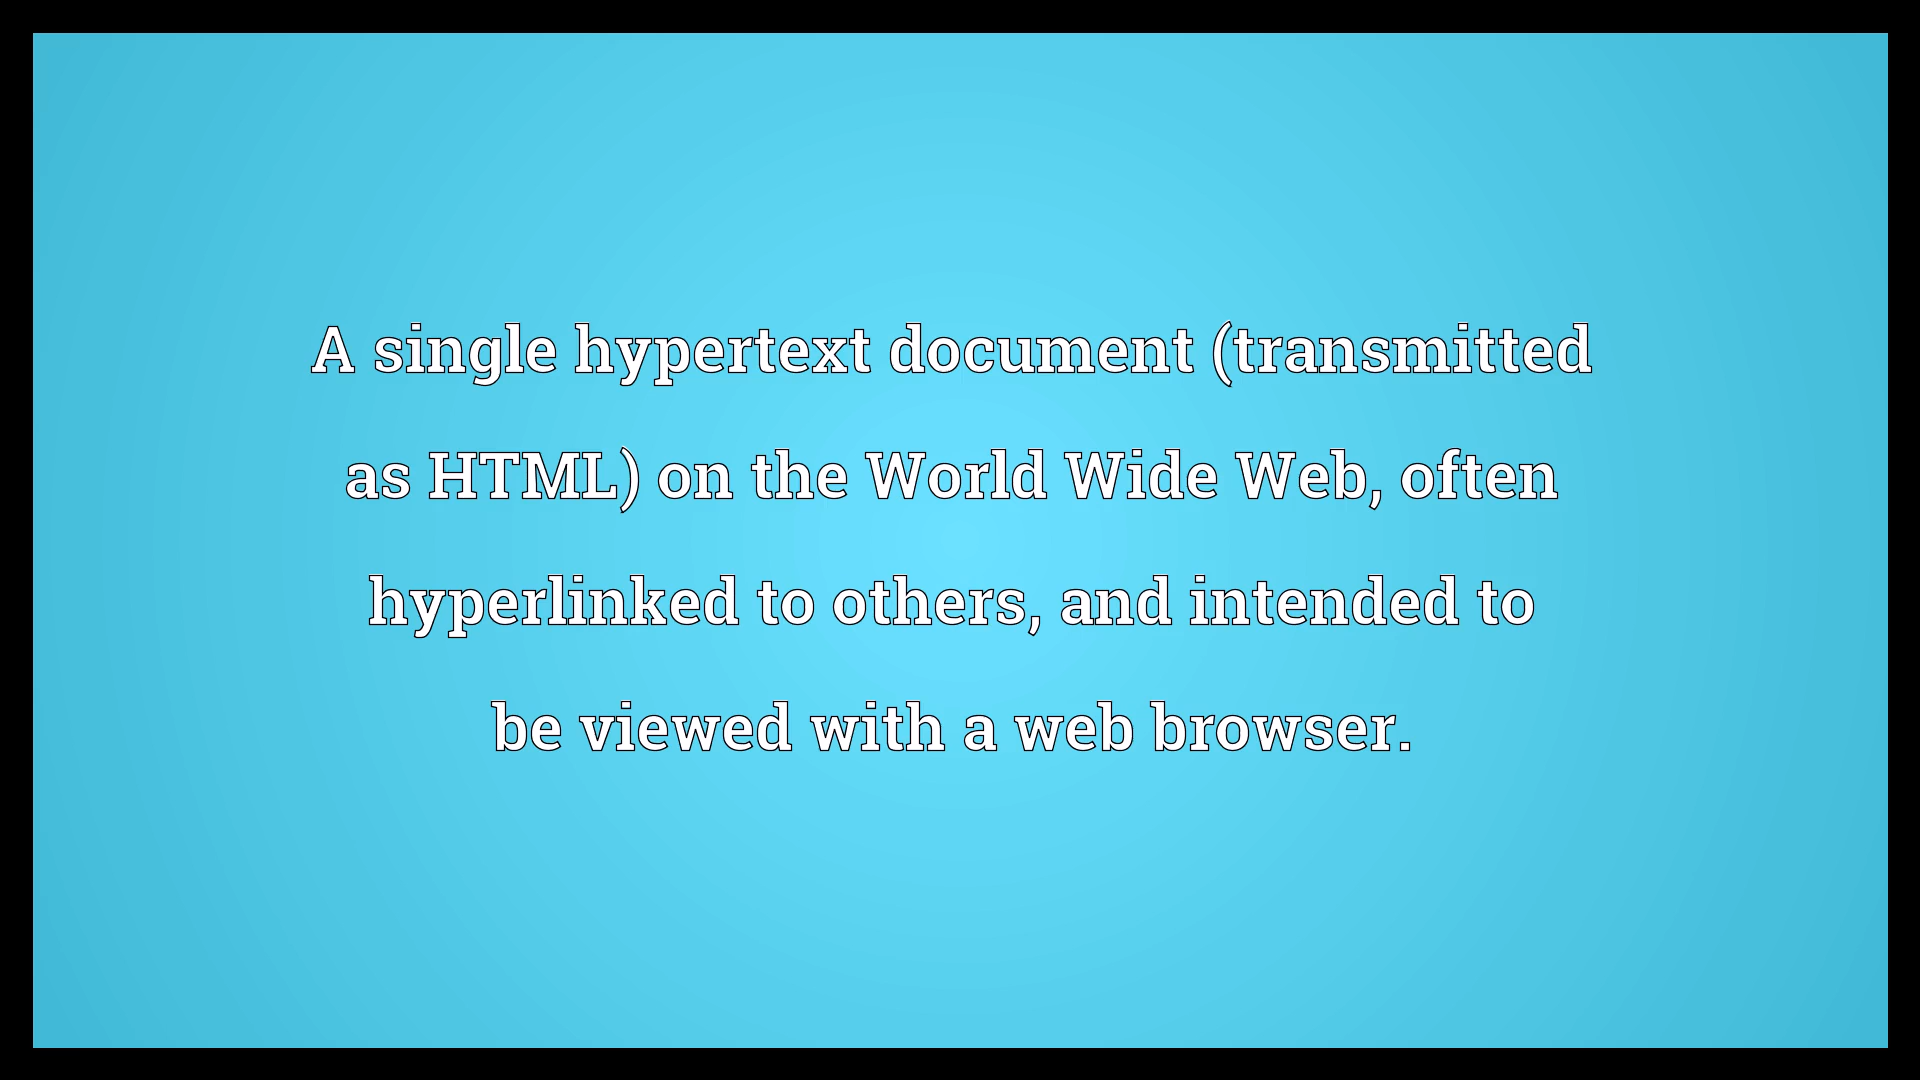 A single hypertext document (transmitted
as HTML) on the World Wide Web, often
hyperlinked to others, and intended to
be viewed with a web browser.